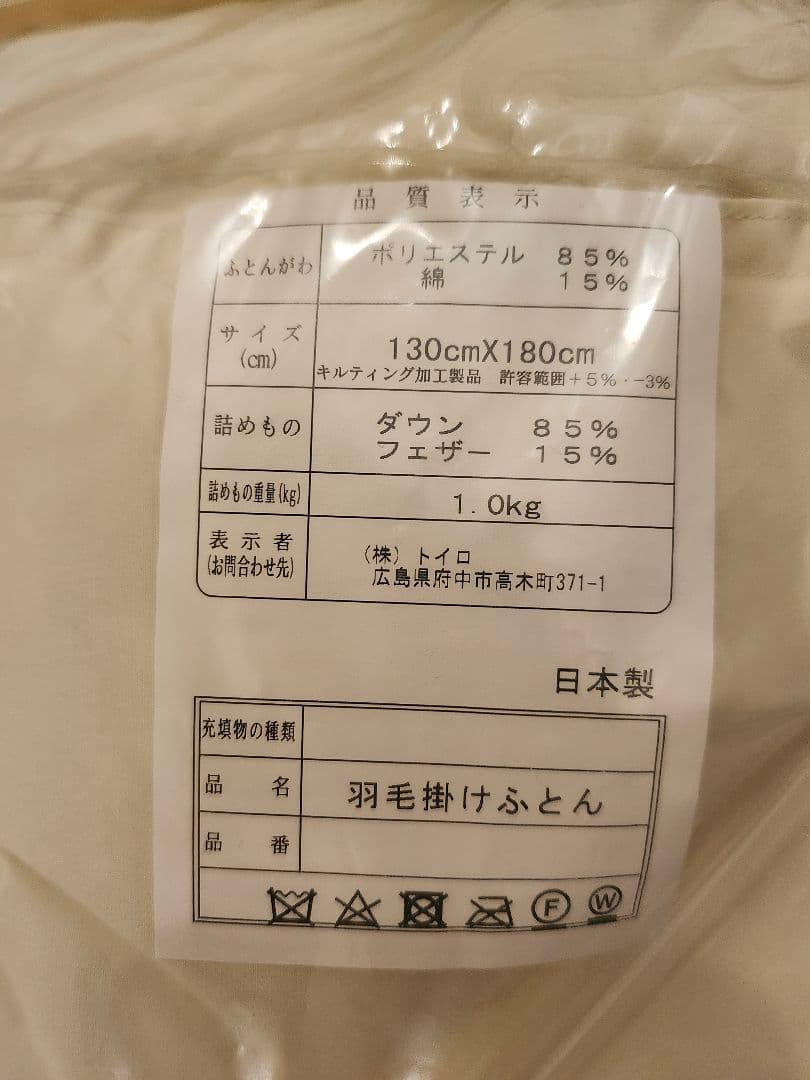 品質表示
ふとんがわ
ポリエステル 85%
綿 15%
サイズ
(cm)
130cmX180cm
キルティング加工製品 許容範囲+5%・-3%
詰めもの
ダウン 85%
フェザー 15%
詰めもの重量(kg)
1.0kg
表示者
(お問合わせ先)
(株)トイロ
広島県府中市高木町371-1
日本製
充填物の種類
品名
羽毛掛けふとん
品番
F
W